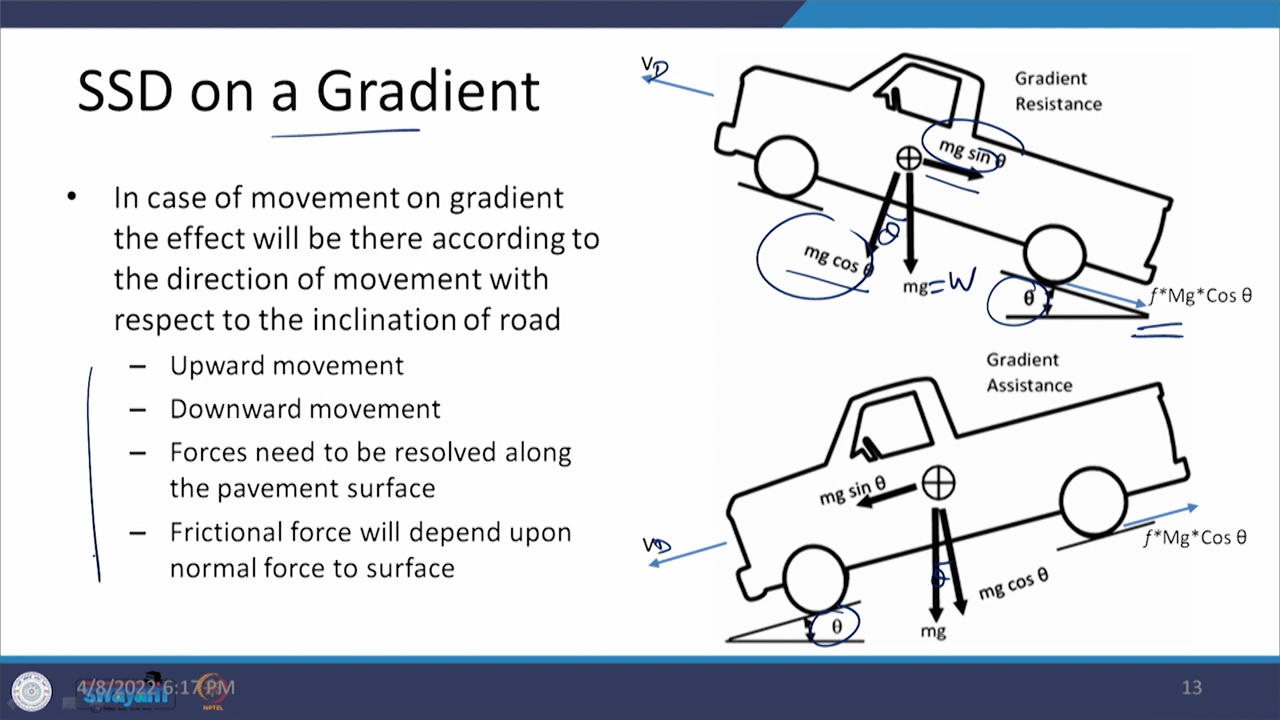 SSD on a Gradient
• In case of movement on gradient
the effect will be there according to
the direction of movement with
respect to the inclination of road
– Upward movement
– Downward movement
– Forces need to be resolved along
the pavement surface
– Frictional force will depend upon
normal force to surface
VD
Gradient
Resistance
mg sin θ
mg cos θ
θ
mg=W
θ
f*Mg*Cos θ
Gradient
Assistance
mg sin θ
VD
f*Mg*Cos θ
θ
mg cos θ
θ
mg
4/8/2022 6:17 PM
swayam
NPTEL
13